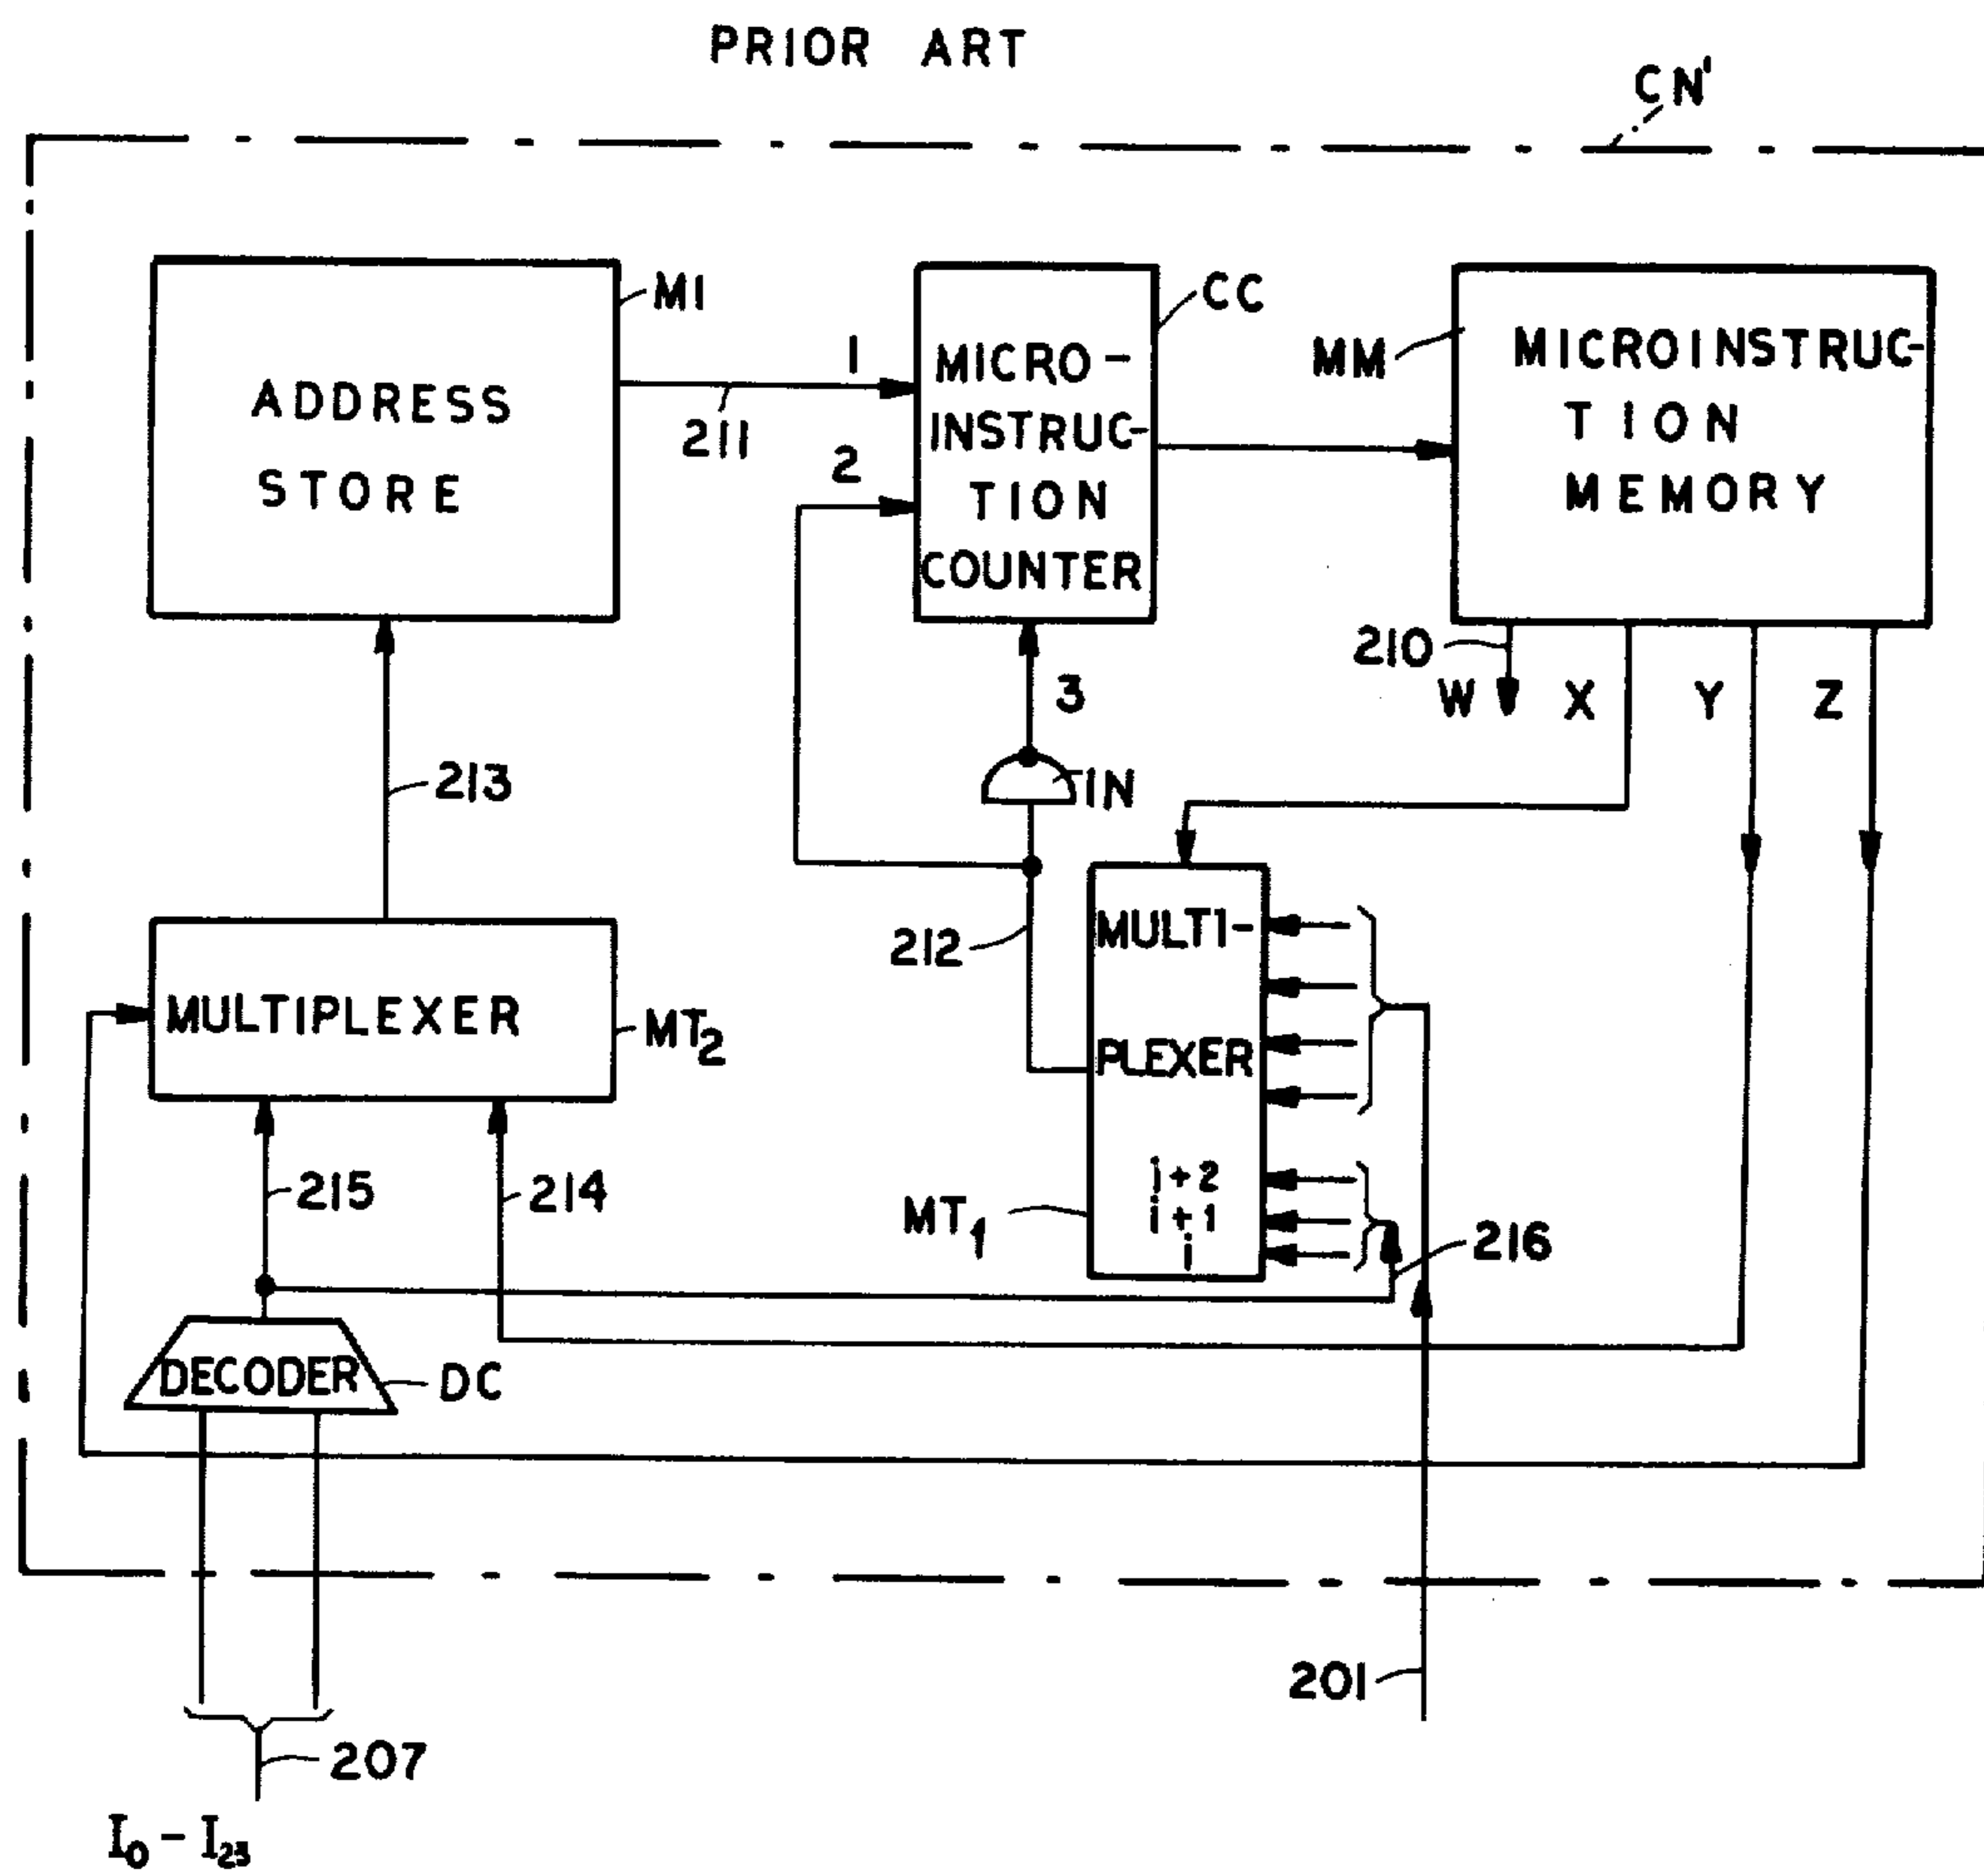 PRIOR ART
CN'
M1
CC
ADDRESS
STORE
1
211
2
MICRO-
INSTRUC-
TION
COUNTER
MM
MICROINSTRUC-
TION
MEMORY
210
W
X
Y
Z
3
IN
213
212
MULTIPLEXER
MT2
MULTI-
PLEXER
i+2
i+1
i
MT1
215
214
216
DECODER
DC
201
207
I0 - I23